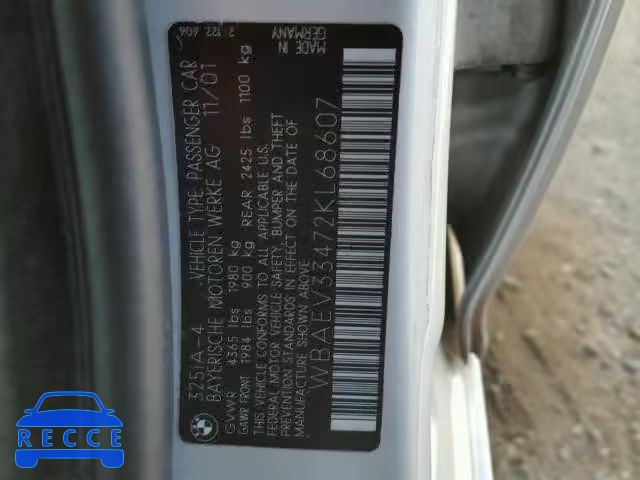 325iA-4 VEHICLE TYPE: PASSENGER CAR 2 122 606
BAYERISCHE MOTOREN WERKE AG 11/01
GVWR 4365 lbs 1980 kg MADE IN
GAWR FRONT 1984 lbs 900 kg REAR 2425 lbs 1100 kg GERMANY
THIS VEHICLE CONFORMS TO ALL APPLICABLE U.S.
FEDERAL MOTOR VEHICLE SAFETY, BUMPER AND THEFT
PREVENTION STANDARDS IN EFFECT ON THE DATE OF
MANUFACTURE SHOWN ABOVE.
WBAEV33472KL68607
BMW
RECCE